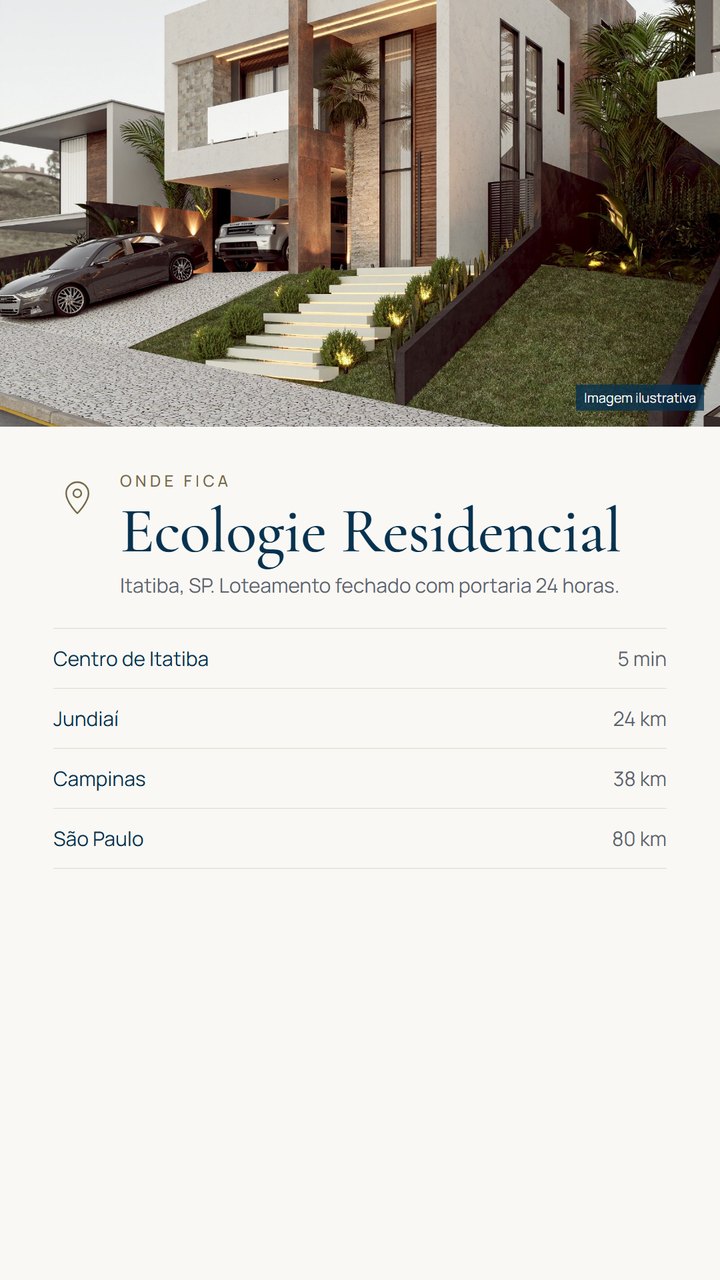 Imagem ilustrativa
ONDE FICA
Ecologie Residencial
Itatiba, SP. Loteamento fechado com portaria 24 horas.
Centro de Itatiba 5 min
Jundiaí 24 km
Campinas 38 km
São Paulo 80 km